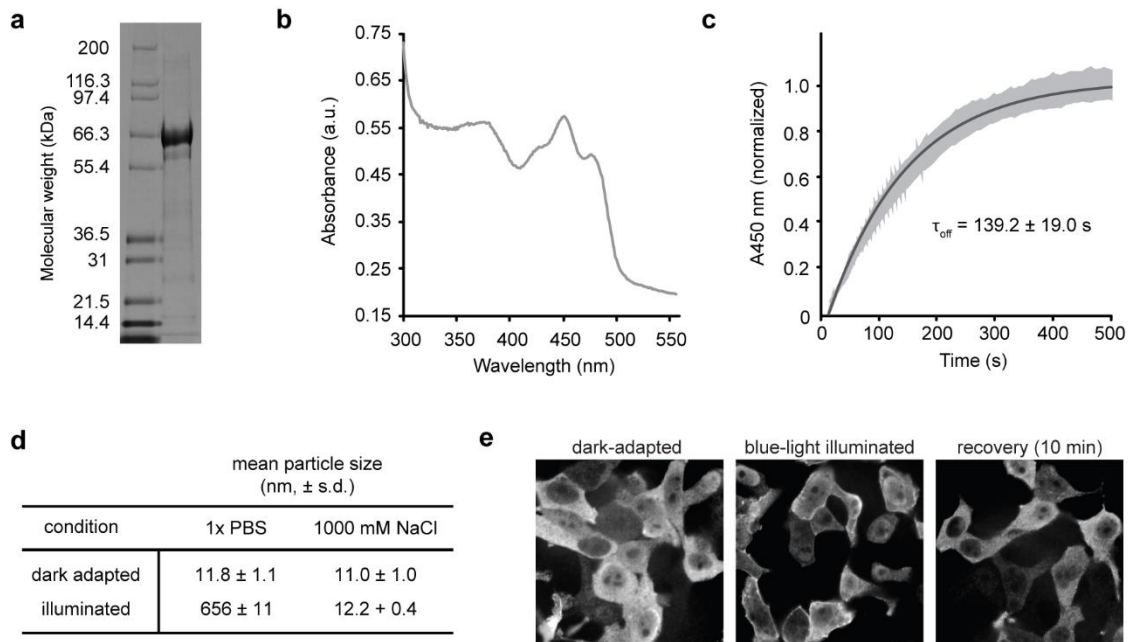 a
Molecular weight (kDa)
200
116.3
97.4
66.3
55.4
36.5
31
21.5
14.4
b
Absorbance (a.u.)
0.75
0.65
0.55
0.45
0.35
0.25
0.15
300 350 400 450 500 550
Wavelength (nm)
c
A450 nm (normalized)
1.0
0.8
0.6
0.4
0.2
0
τoff = 139.2 ± 19.0 s
0 100 200 300 400 500
Time (s)
d
mean particle size
(nm, ± s.d.)
condition 1x PBS 1000 mM NaCl
dark adapted 11.8 ± 1.1 11.0 ± 1.0
illuminated 656 ± 11 12.2 + 0.4
e
dark-adapted blue-light illuminated recovery (10 min)